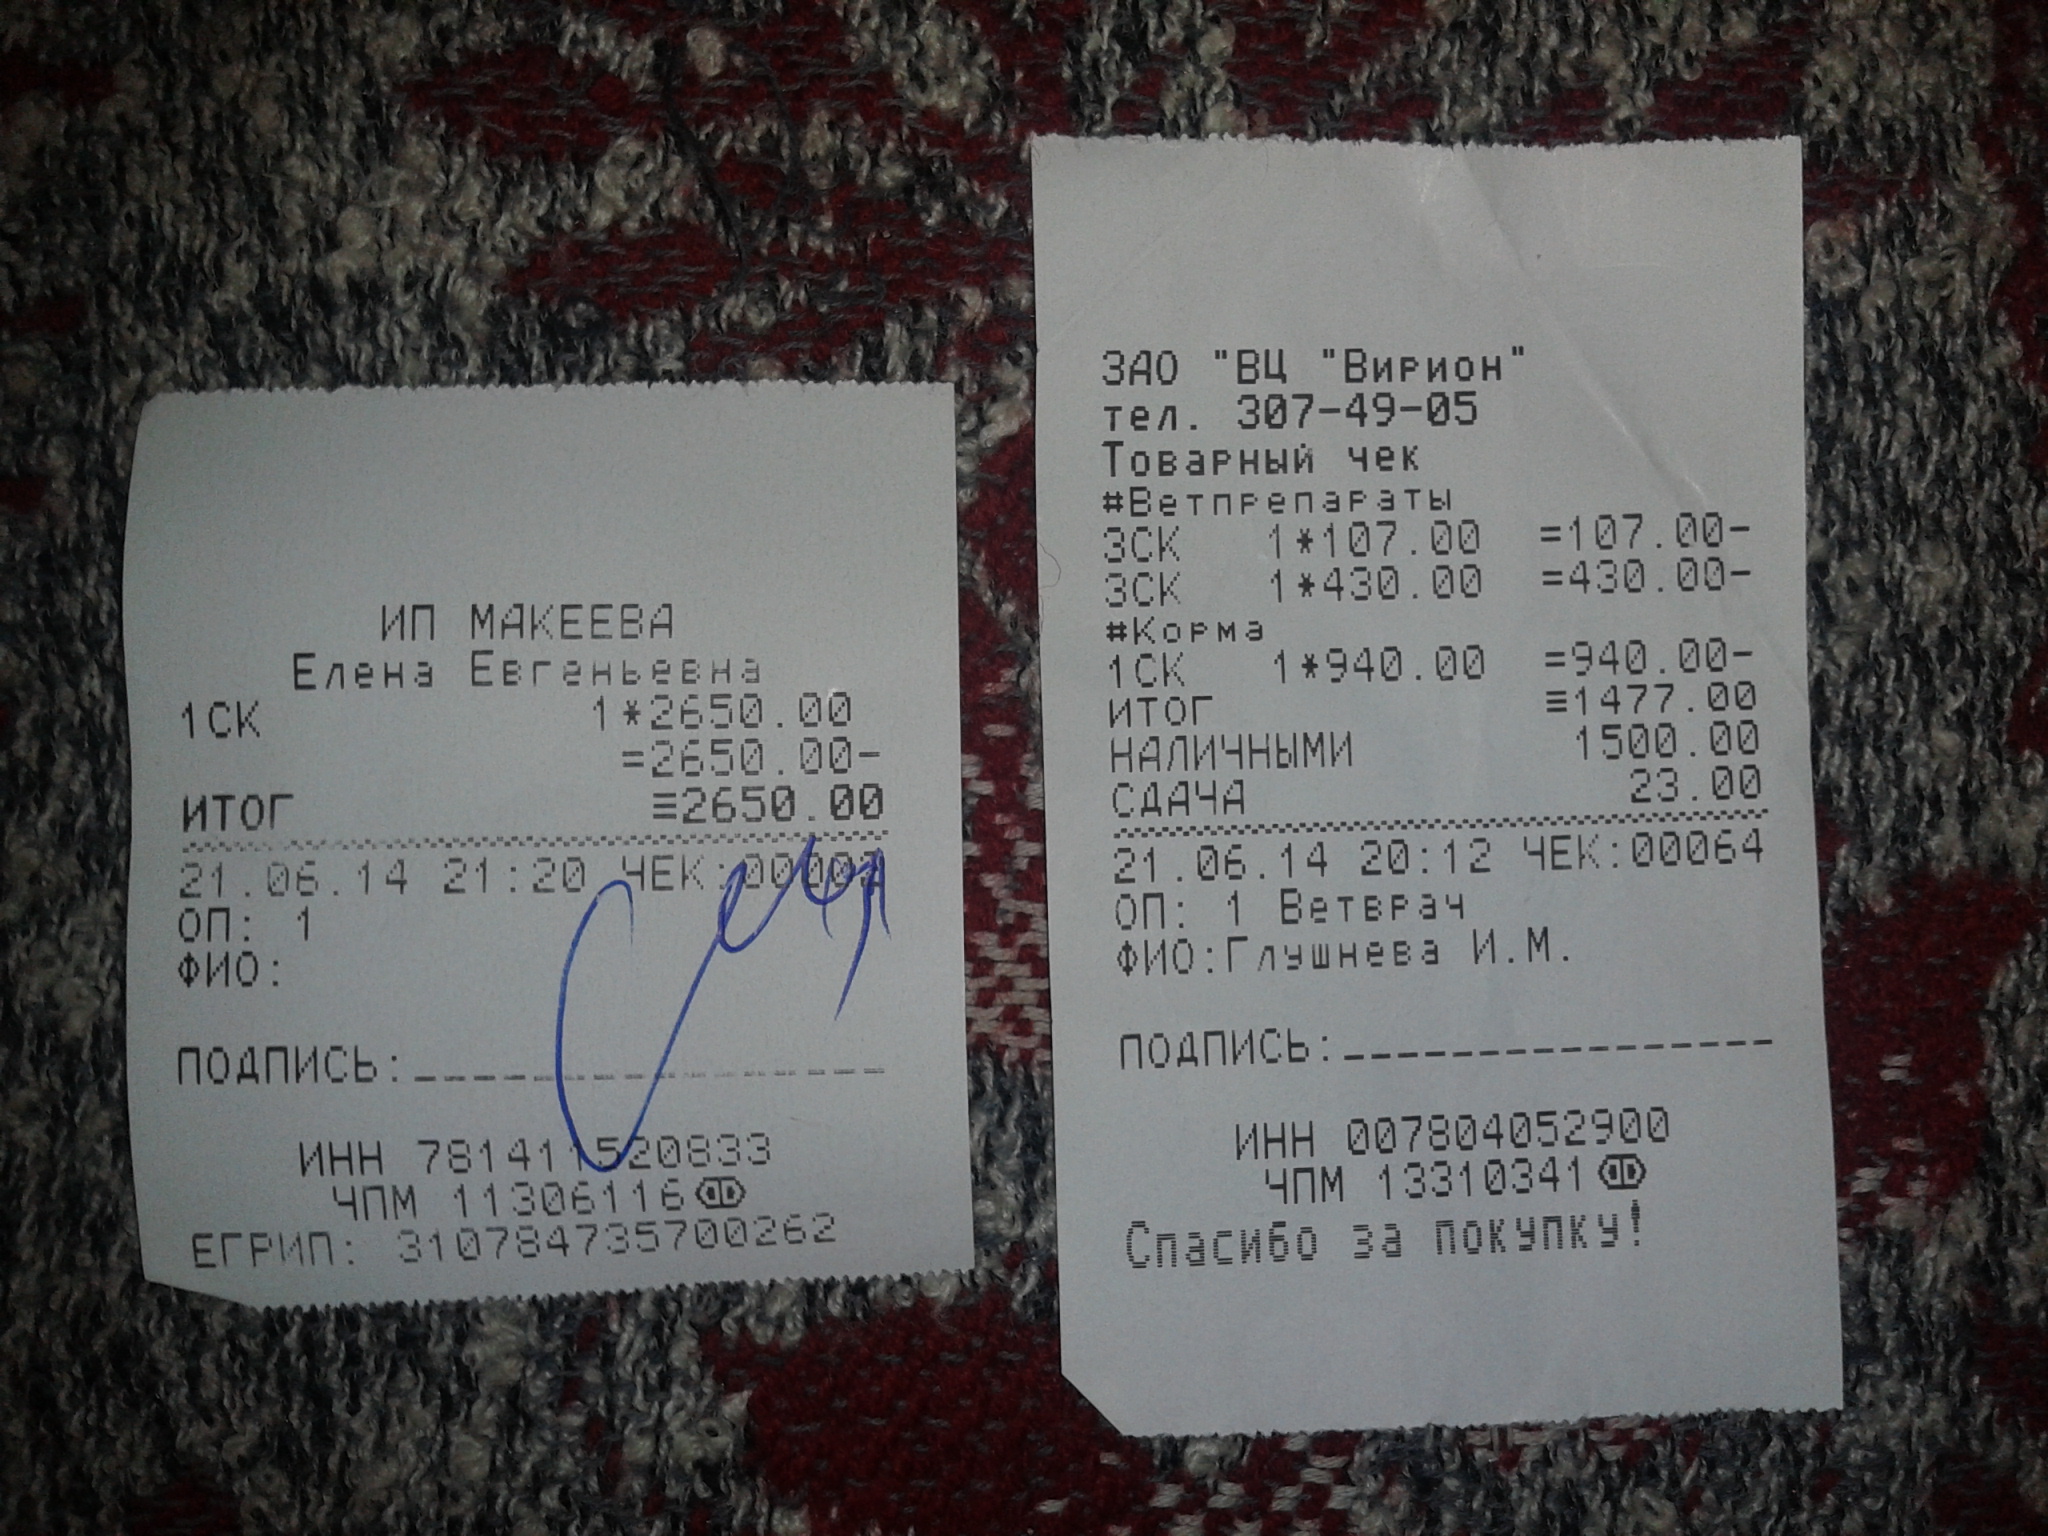 ИП МАКЕЕВА
Елена Евгеньевна
1СК 1*2650.00
=2650.00-
ИТОГ ≡2650.00
21.06.14 21:20 ЧЕК:
ОП: 1
ФИО:
ПОДПИСЬ:
ИНН 781411520833
ЧПМ 11306116
ЕГРИП: 310784735700262
ЗАО "ВЦ "Вирион"
тел. 307-49-05
Товарный чек
#Ветпрепараты
3СК 1*107.00 =107.00-
3СК 1*430.00 =430.00-
#Корма
1СК 1*940.00 =940.00-
ИТОГ ≡1477.00
НАЛИЧНЫМИ 1500.00
СДАЧА 23.00
21.06.14 20:12 ЧЕК:00064
ОП: 1 Ветврач
ФИО:Глушнева И.М.
ПОДПИСЬ:
ИНН 007804052900
ЧПМ 13310341
Спасибо за покупку!